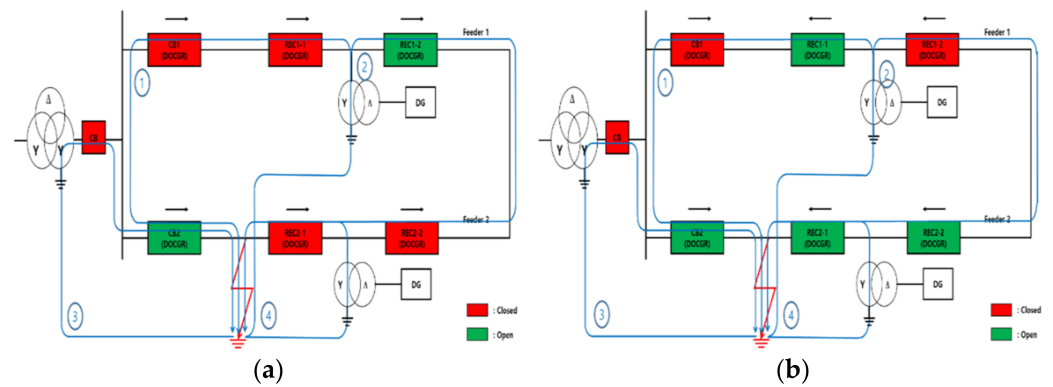 CB1 (DOCGR)
REC1-1 (DOCGR)
REC1-2 (DOCGR)
Feeder 1
1
2
Δ
Y Y
CB
Y Δ
DG
CB2 (DOCGR)
REC2-1 (DOCGR)
REC2-2 (DOCGR)
Feeder 2
Y Δ
DG
3
4
: Closed
: Open
(a)
CB1 (DOCGR)
REC1-1 (DOCGR)
REC1-2 (DOCGR)
Feeder 1
1
2
Δ
Y Y
CB
Y Δ
DG
CB2 (DOCGR)
REC2-1 (DOCGR)
REC2-2 (DOCGR)
Feeder 2
Y Δ
DG
3
4
: Closed
: Open
(b)